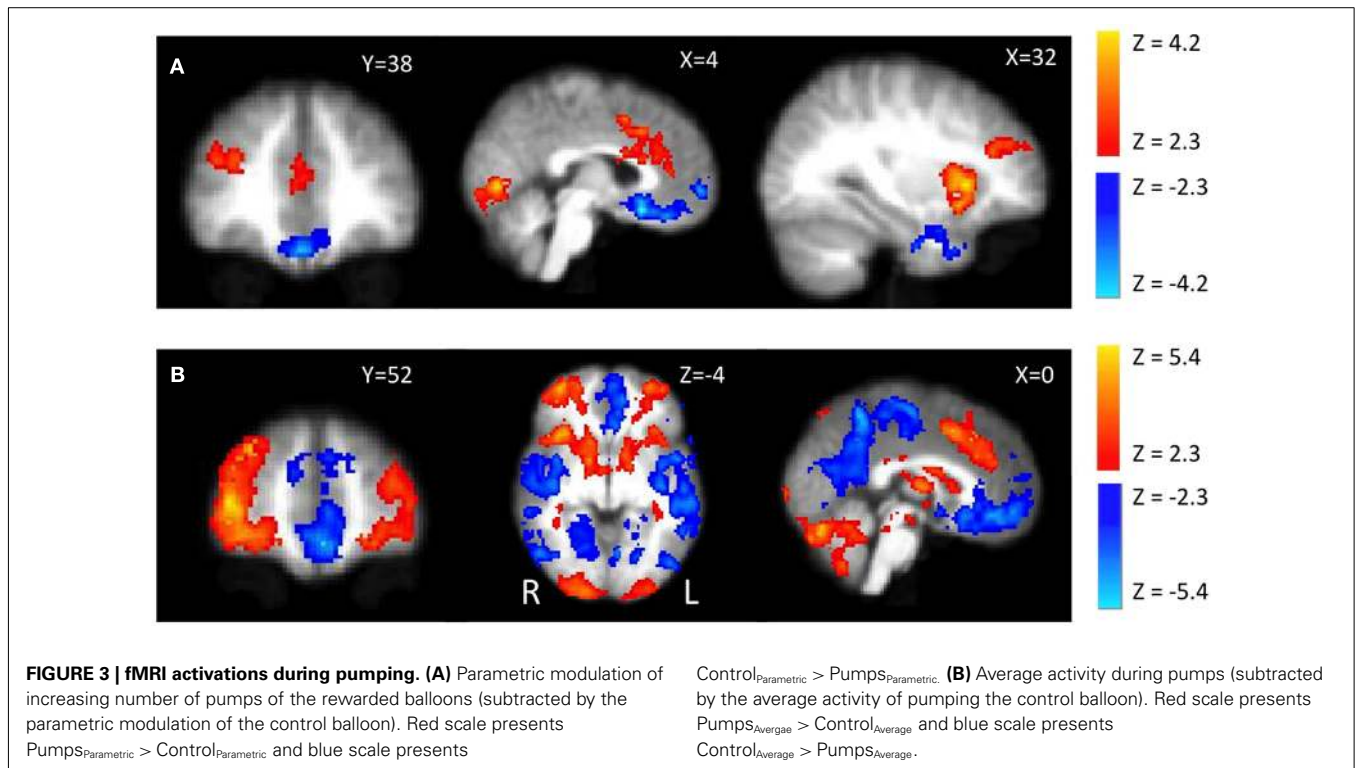 A
Y=38
X=4
X=32
Z = 4.2
Z = 2.3
Z = -2.3
Z = -4.2
B
Y=52
Z=-4
X=0
R
L
Z = 5.4
Z = 2.3
Z = -2.3
Z = -5.4
FIGURE 3 | fMRI activations during pumping. (A) Parametric modulation of
increasing number of pumps of the rewarded balloons (subtracted by the
parametric modulation of the control balloon). Red scale presents
PumpsParametric > ControlParametric and blue scale presents
ControlParametric > PumpsParametric. (B) Average activity during pumps (subtracted
by the average activity of pumping the control balloon). Red scale presents
PumpsAvergae > ControlAverage and blue scale presents
ControlAverage > PumpsAverage.